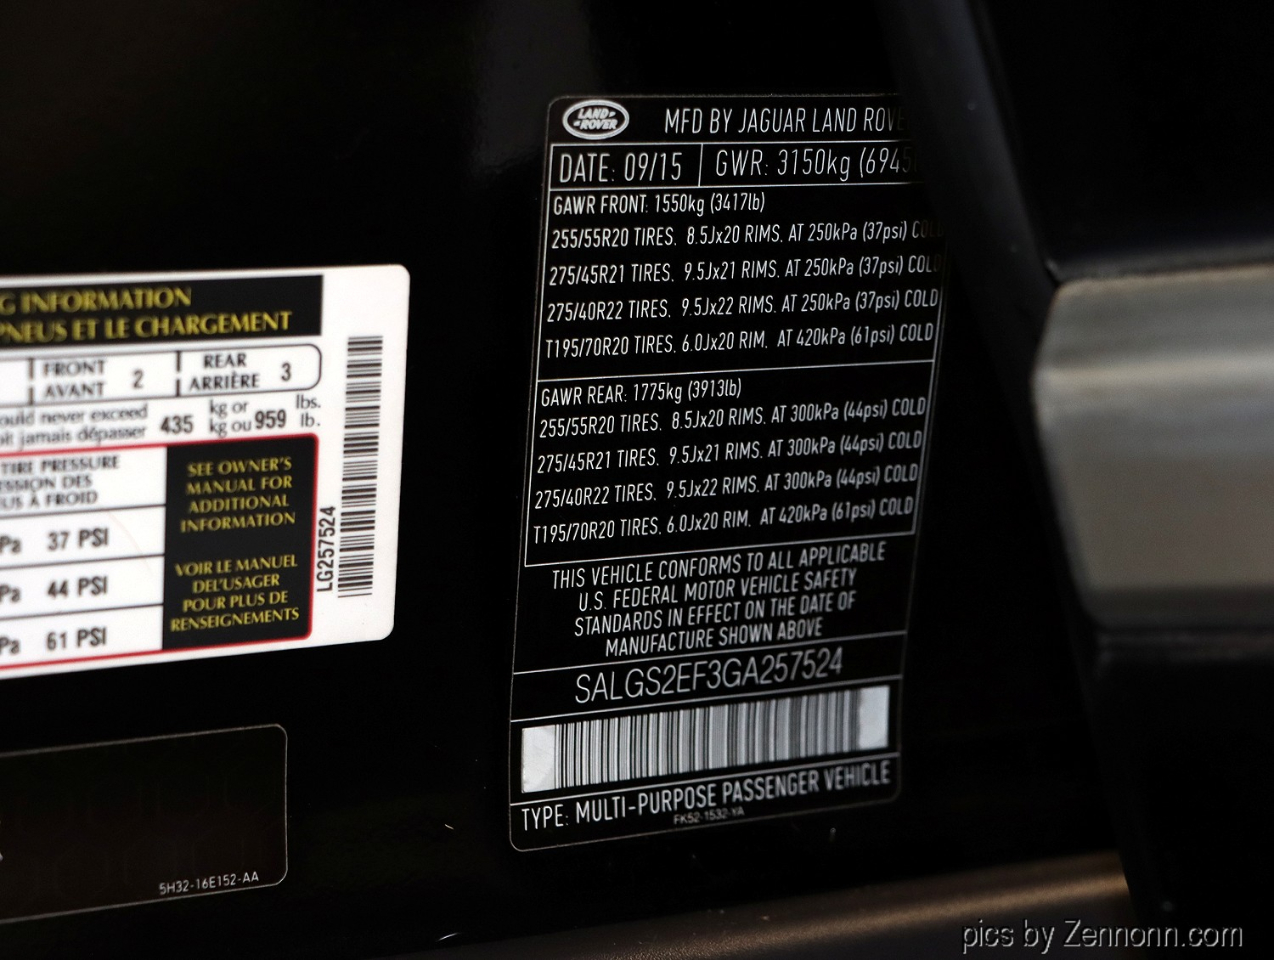 G INFORMATION
PNEUS ET LE CHARGEMENT
FRONT
AVANT 2
REAR
ARRIÈRE 3
ould never exceed
oit jamais dépasser 435 kg or
kg ou 959 lbs.
lb.
TIRE PRESSURE
ESSION DES
EUS À FROID
Pa 37 PSI
Pa 44 PSI
Pa 61 PSI
SEE OWNER'S
MANUAL FOR
ADDITIONAL
INFORMATION
VOIR LE MANUEL
DEL'USAGER
POUR PLUS DE
RENSEIGNEMENTS
LG257524
5H32-16E152-AA
LAND-
-ROVER
MFD BY JAGUAR LAND ROVE
DATE: 09/15 GWR: 3150kg (6945
GAWR FRONT: 1550kg (3417lb)
255/55R20 TIRES. 8.5Jx20 RIMS. AT 250kPa (37psi) COLD
275/45R21 TIRES. 9.5Jx21 RIMS. AT 250kPa (37psi) COLD
275/40R22 TIRES. 9.5Jx22 RIMS. AT 250kPa (37psi) COLD
T195/70R20 TIRES. 6.0Jx20 RIM. AT 420kPa (61psi) COLD
GAWR REAR: 1775kg (3913lb)
255/55R20 TIRES. 8.5Jx20 RIMS. AT 300kPa (44psi) COLD
275/45R21 TIRES. 9.5Jx21 RIMS. AT 300kPa (44psi) COLD
275/40R22 TIRES. 9.5Jx22 RIMS. AT 300kPa (44psi) COLD
T195/70R20 TIRES. 6.0Jx20 RIM. AT 420kPa (61psi) COLD
THIS VEHICLE CONFORMS TO ALL APPLICABLE
U.S. FEDERAL MOTOR VEHICLE SAFETY
STANDARDS IN EFFECT ON THE DATE OF
MANUFACTURE SHOWN ABOVE
SALGS2EF3GA257524
TYPE: MULTI-PURPOSE PASSENGER VEHICLE
FK52-1532-YA
pics by Zennonn.com